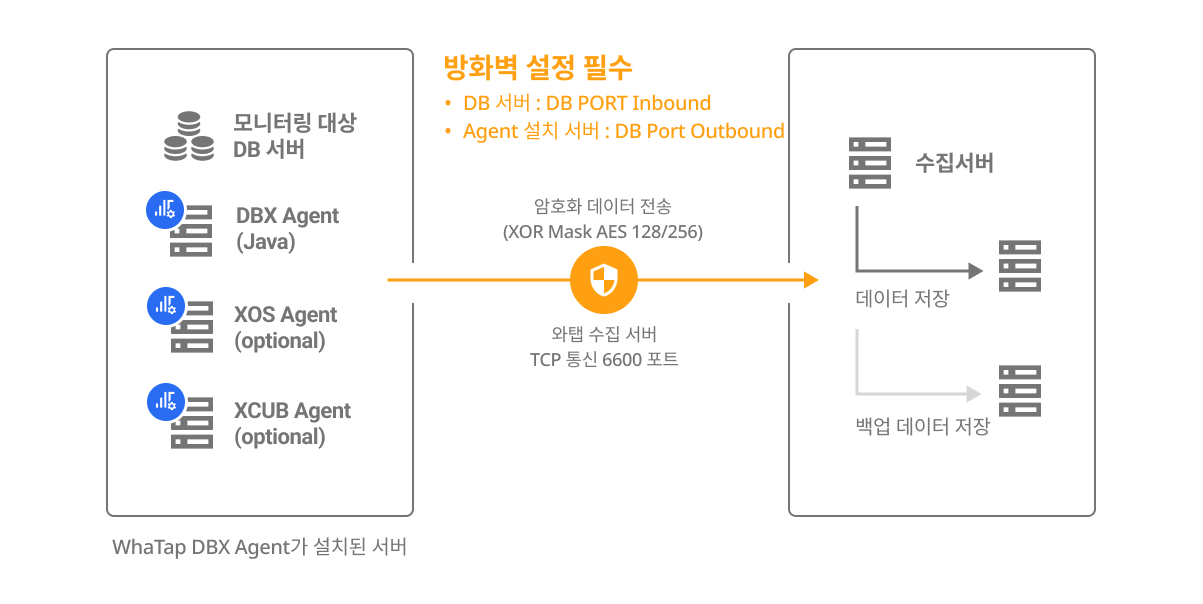 방화벽 설정 필수
• DB 서버 : DB PORT Inbound
• Agent 설치 서버 : DB Port Outbound
모니터링 대상
DB 서버
DBX Agent
(Java)
XOS Agent
(optional)
XCUB Agent
(optional)
암호화 데이터 전송
(XOR Mask AES 128/256)
와탭 수집 서버
TCP 통신 6600 포트
수집서버
데이터 저장
백업 데이터 저장
WhaTap DBX Agent가 설치된 서버